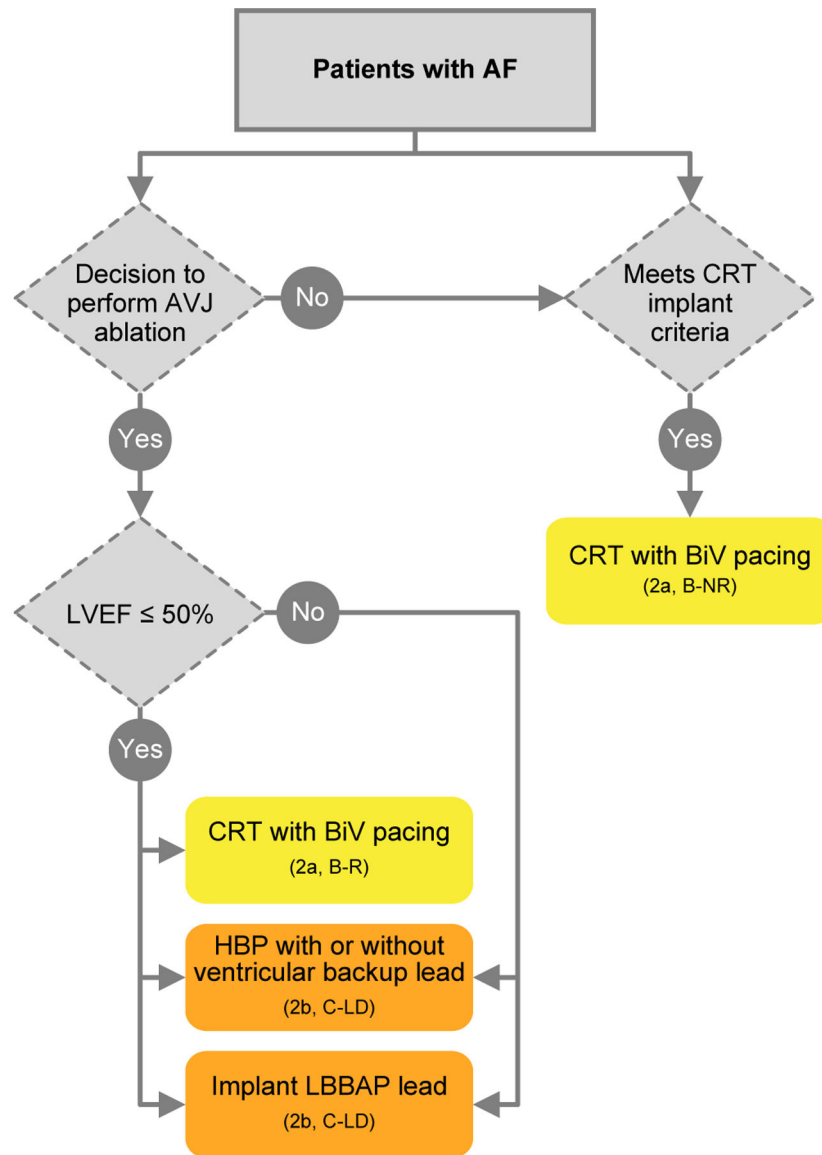 Patients with AF
Decision to
perform AVJ
ablation
No
Meets CRT
implant
criteria
Yes
Yes
CRT with BiV pacing
(2a, B-NR)
LVEF ≤ 50%
No
Yes
CRT with BiV pacing
(2a, B-R)
HBP with or without
ventricular backup lead
(2b, C-LD)
Implant LBBAP lead
(2b, C-LD)